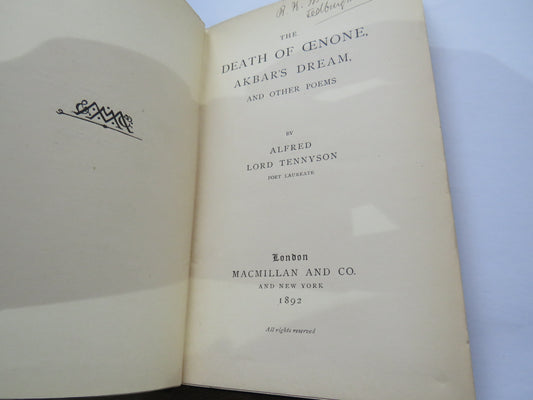 THE
DEATH OF ŒNONE,
AKBAR'S DREAM,
AND OTHER POEMS
BY
ALFRED
LORD TENNYSON
POET LAUREATE
London
MACMILLAN AND CO.
AND NEW YORK
1892
All rights reserved